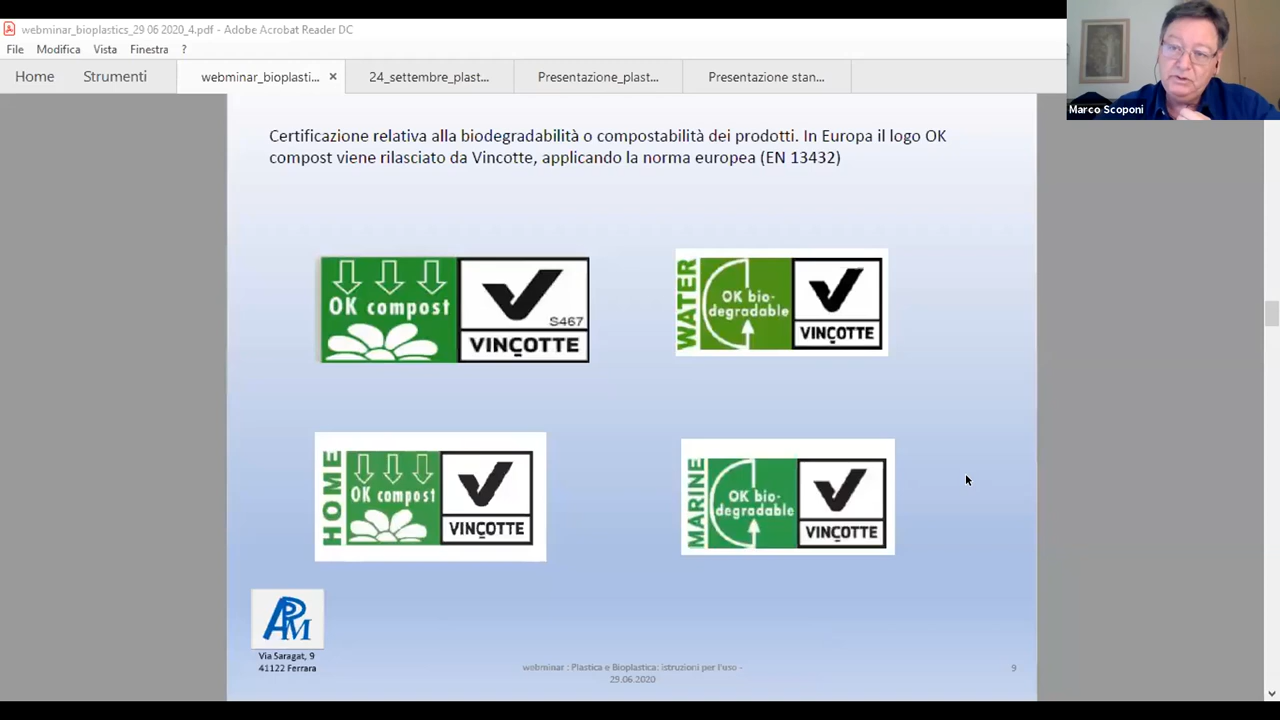 webminar_bioplastics_29 06 2020_4.pdf - Adobe Acrobat Reader DC
File Modifica Vista Finestra ?
Home Strumenti webminar_bioplasti... × 24_settembre_plast... Presentazione_plast... Presentazione stan...
Marco Scoponi
Certificazione relativa alla biodegradabilità o compostabilità dei prodotti. In Europa il logo OK
compost viene rilasciato da Vincotte, applicando la norma europea (EN 13432)
OK compost
S467
VINÇOTTE
WATER
OK bio-
degradable
VINÇOTTE
HOME
OK compost
VINÇOTTE
MARINE
OK bio-
degradable
VINÇOTTE
APM
Via Saragat, 9
41122 Ferrara
webminar : Plastica e Bioplastica: istruzioni per l'uso -
29.06.2020
9